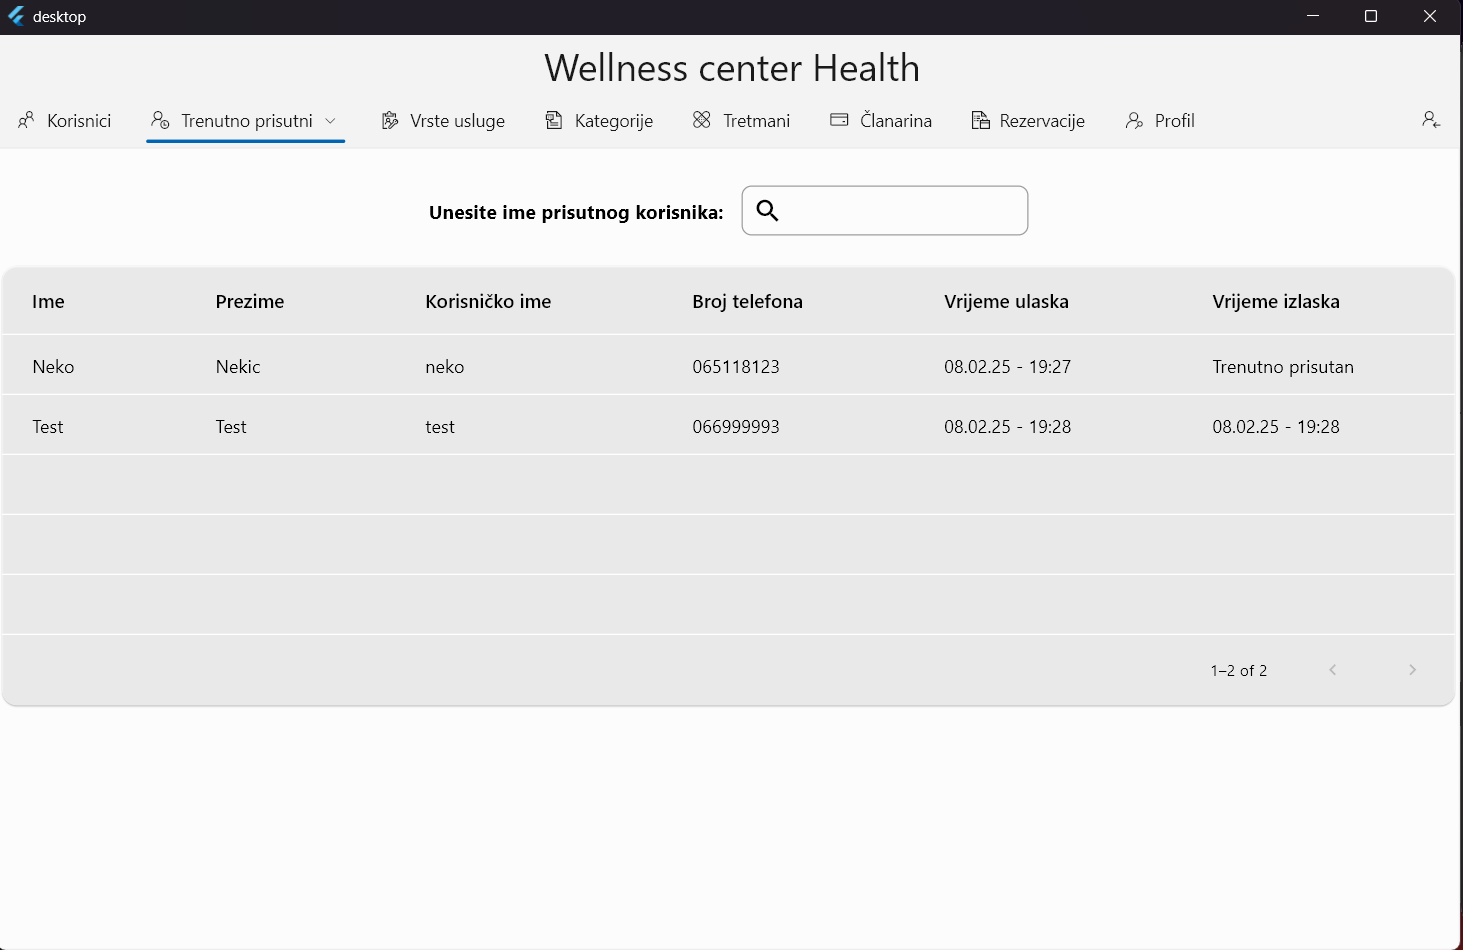 desktop
Wellness center Health
Korisnici Trenutno prisutni Vrste usluge Kategorije Tretmani Članarina Rezervacije Profil
Unesite ime prisutnog korisnika:
Ime Prezime Korisničko ime Broj telefona Vrijeme ulaska Vrijeme izlaska
Neko Nekic neko 065118123 08.02.25 - 19:27 Trenutno prisutan
Test Test test 066999993 08.02.25 - 19:28 08.02.25 - 19:28
1–2 of 2